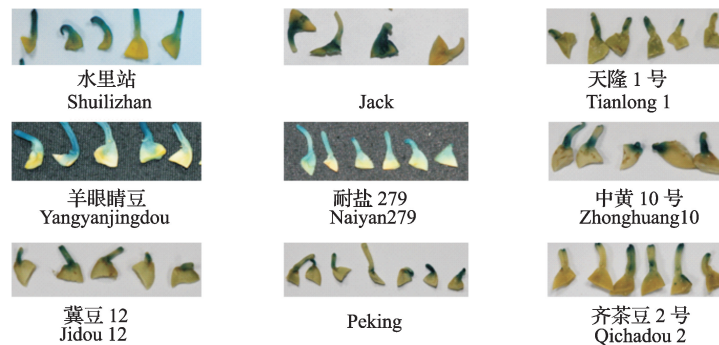 水里站
Shuilizhan
Jack
天隆 1 号
Tianlong 1
羊眼睛豆
Yangyanjingdou
耐盐 279
Naiyan279
中黄 10 号
Zhonghuang10
冀豆 12
Jidou 12
Peking
齐茶豆 2 号
Qichadou 2